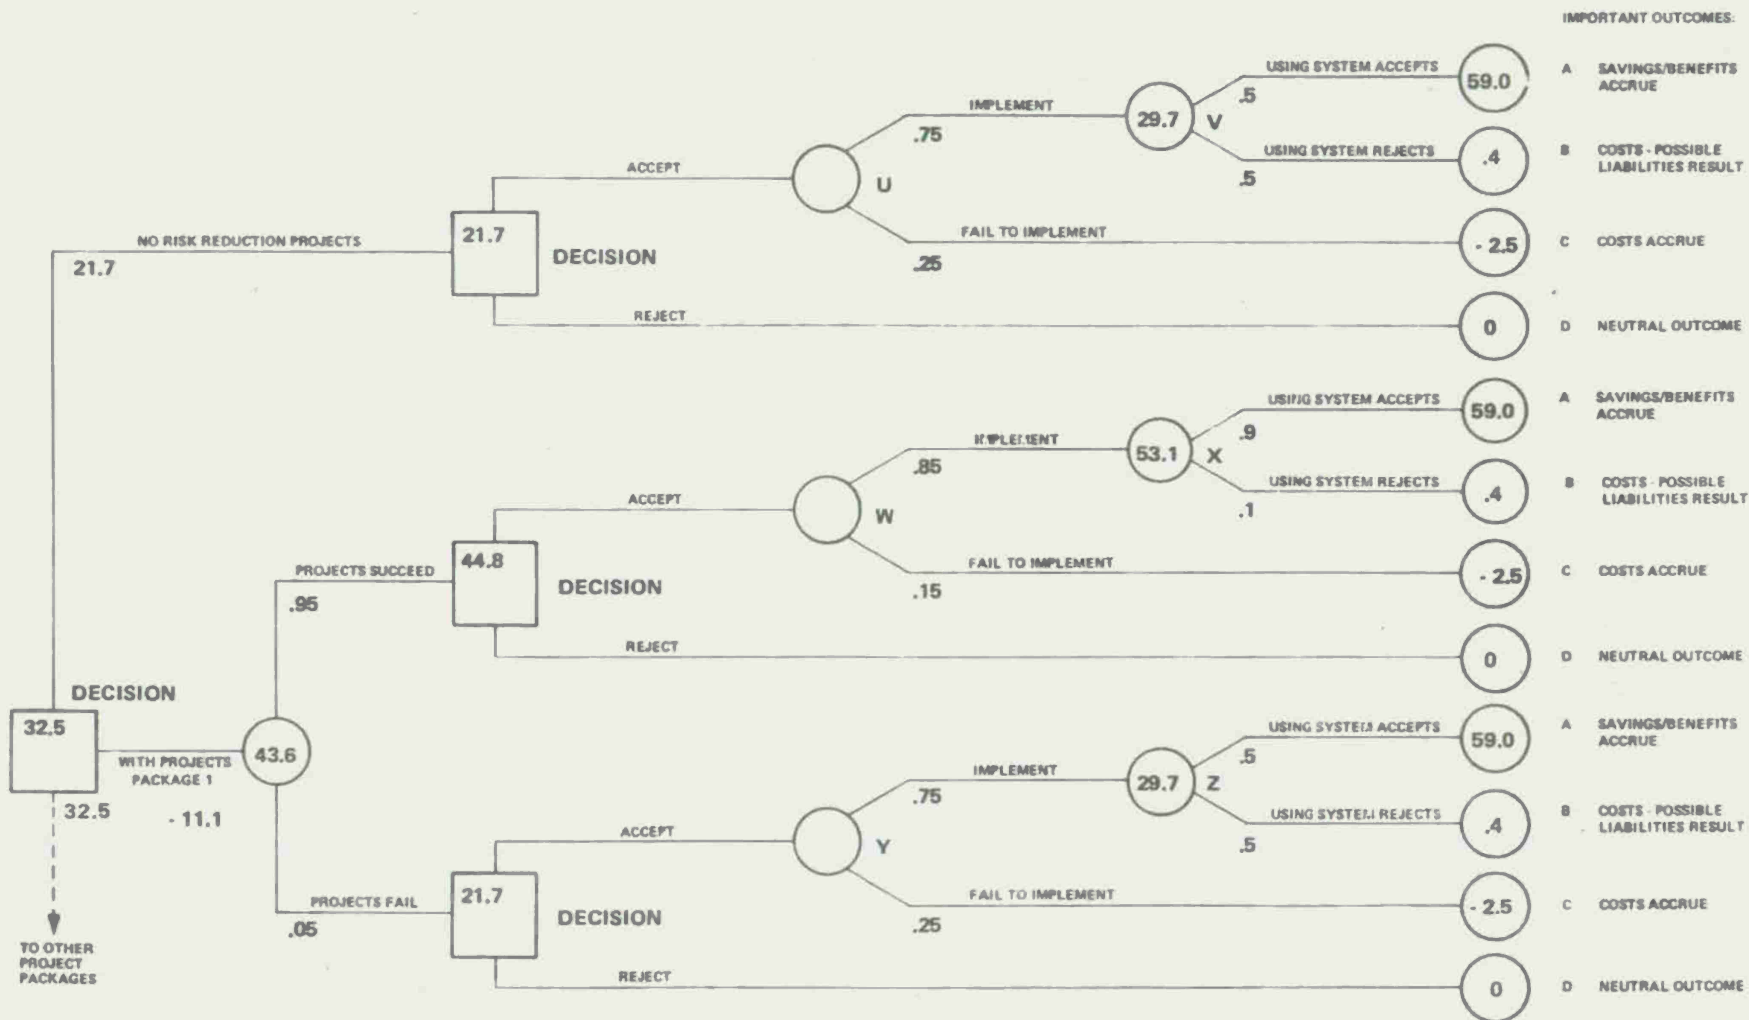 IMPORTANT OUTCOMES:
USING SYSTEM ACCEPTS
.5
59.0
A SAVINGS/BENEFITS
ACCRUE
IMPLEMENT
.75
29.7
V
USING SYSTEM REJECTS
.5
.4
B COSTS - POSSIBLE
LIABILITIES RESULT
ACCEPT
U
NO RISK REDUCTION PROJECTS
21.7
21.7
DECISION
FAIL TO IMPLEMENT
.25
- 2.5
C COSTS ACCRUE
REJECT
0
D NEUTRAL OUTCOME
USING SYSTEM ACCEPTS
.9
59.0
A SAVINGS/BENEFITS
ACCRUE
IMPLEMENT
.85
53.1
X
USING SYSTEM REJECTS
.1
.4
B COSTS - POSSIBLE
LIABILITIES RESULT
ACCEPT
W
PROJECTS SUCCEED
.95
44.8
DECISION
FAIL TO IMPLEMENT
.15
- 2.5
C COSTS ACCRUE
REJECT
0
D NEUTRAL OUTCOME
DECISION
32.5
WITH PROJECTS
PACKAGE 1
43.6
32.5
- 11.1
USING SYSTEM ACCEPTS
.5
59.0
A SAVINGS/BENEFITS
ACCRUE
IMPLEMENT
.75
29.7
Z
USING SYSTEM REJECTS
.5
.4
B COSTS - POSSIBLE
LIABILITIES RESULT
ACCEPT
Y
PROJECTS FAIL
.05
21.7
DECISION
FAIL TO IMPLEMENT
.25
- 2.5
C COSTS ACCRUE
TO OTHER
PROJECT
PACKAGES
REJECT
0
D NEUTRAL OUTCOME